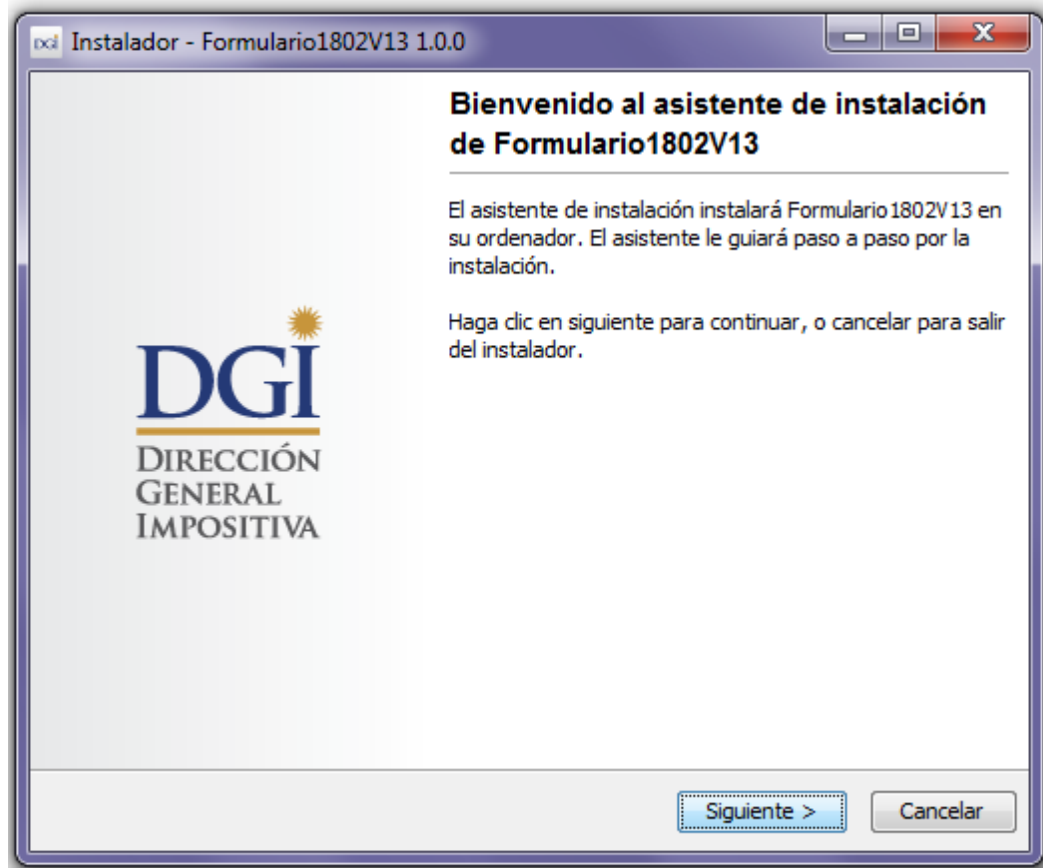 DGI Instalador - Formulario1802V13 1.0.0
Bienvenido al asistente de instalación
de Formulario1802V13
El asistente de instalación instalará Formulario1802V13 en
su ordenador. El asistente le guiará paso a paso por la
instalación.
Haga clic en siguiente para continuar, o cancelar para salir
del instalador.
DGI
DIRECCIÓN
GENERAL
IMPOSITIVA
Siguiente >
Cancelar